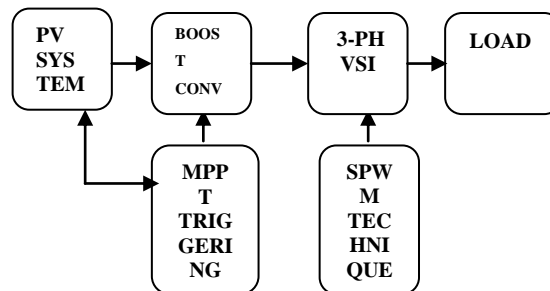 PV
SYS
TEM
BOOS
T
CONV
3-PH
VSI
LOAD
MPP
T
TRIG
GERI
NG
SPW
M
TEC
HNI
QUE